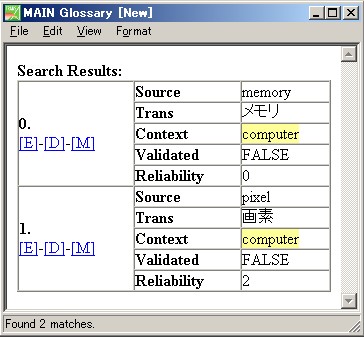 MAIN Glossary [New]
File Edit View Format
Search Results:
0.
[E]-[D]-[M]
Source memory
Trans メモリ
Context computer
Validated FALSE
Reliability 0
1.
[E]-[D]-[M]
Source pixel
Trans 画素
Context computer
Validated FALSE
Reliability 2
Found 2 matches.